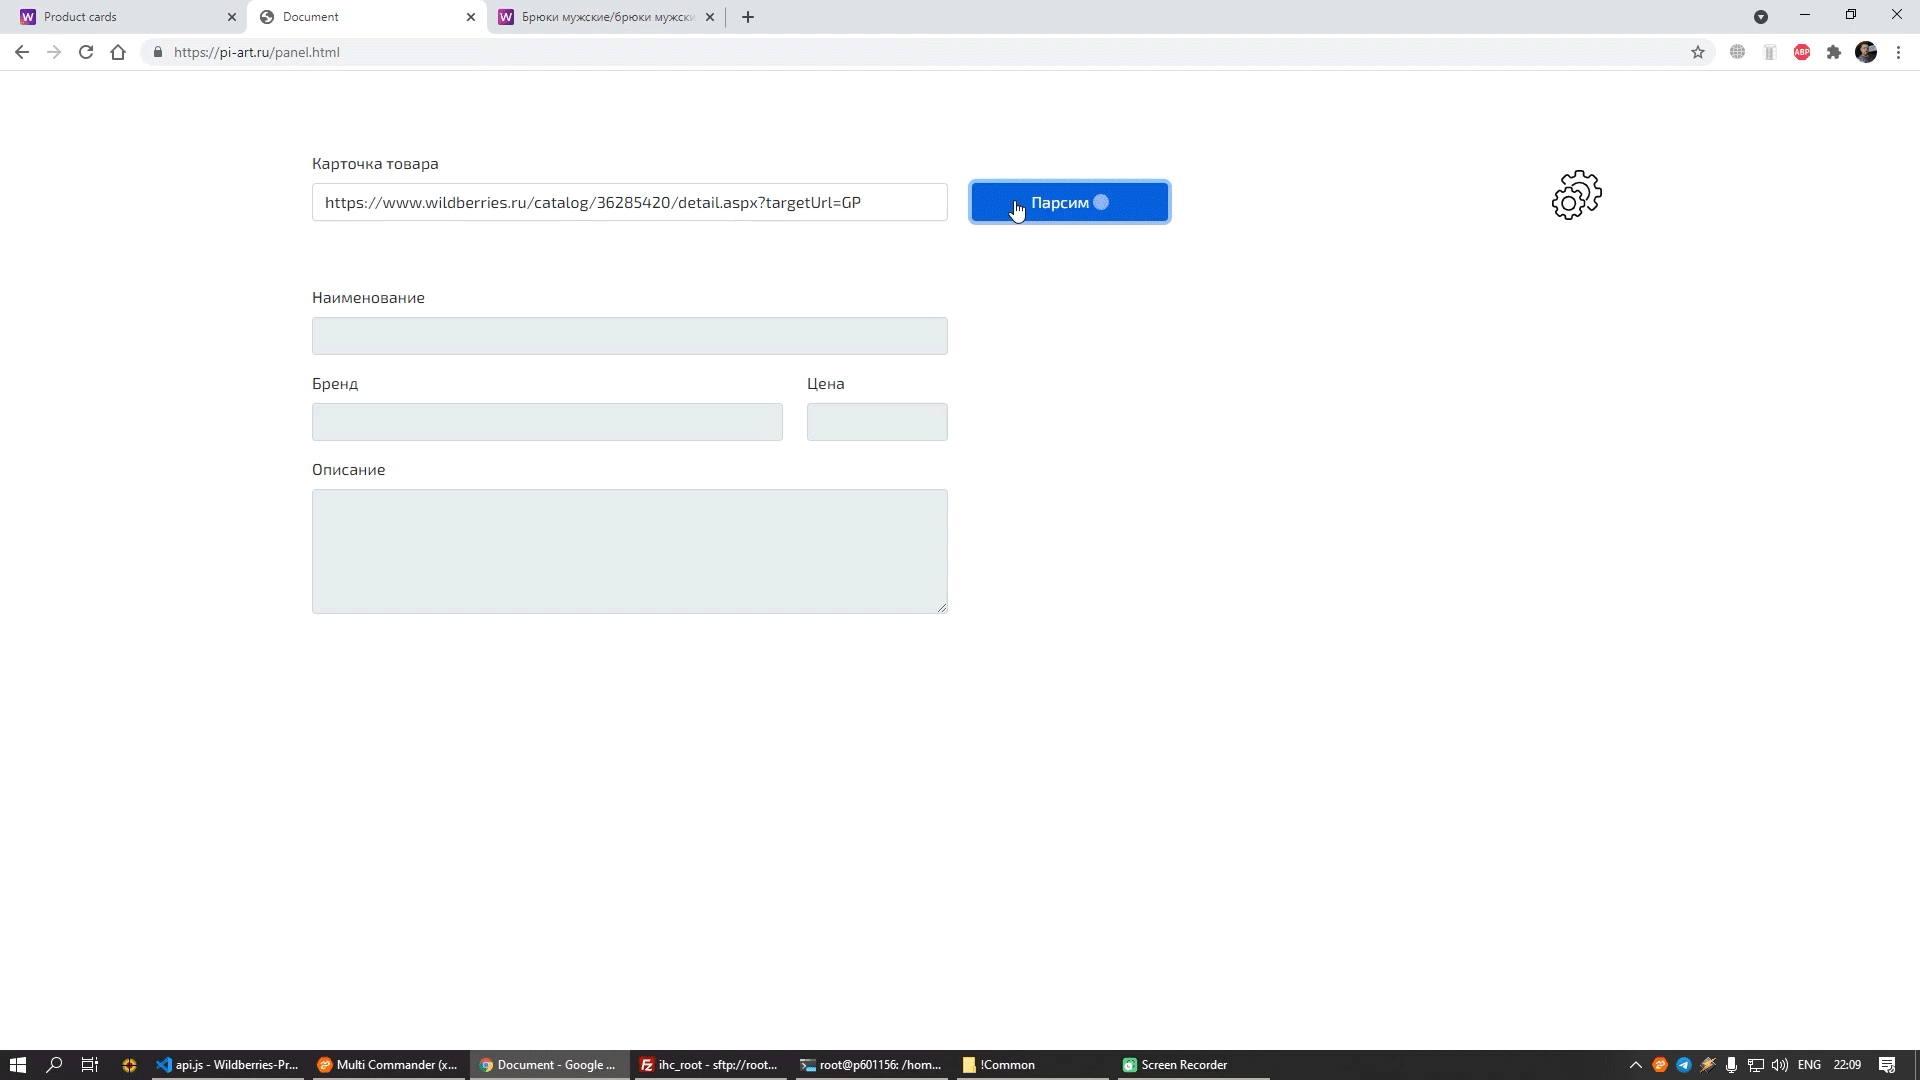 Product cards
Document
Брюки мужские/брюки мужски
https://pi-art.ru/panel.html
ABP
Карточка товара
https://www.wildberries.ru/catalog/36285420/detail.aspx?targetUrl=GP
Парсим
Наименование
Бренд
Цена
Описание
api.js - Wildberries-Pr...
Multi Commander (x...
Document - Google ...
ihc_root - sftp://root...
root@p601156: /hom...
!Common
Screen Recorder
ENG
22:09